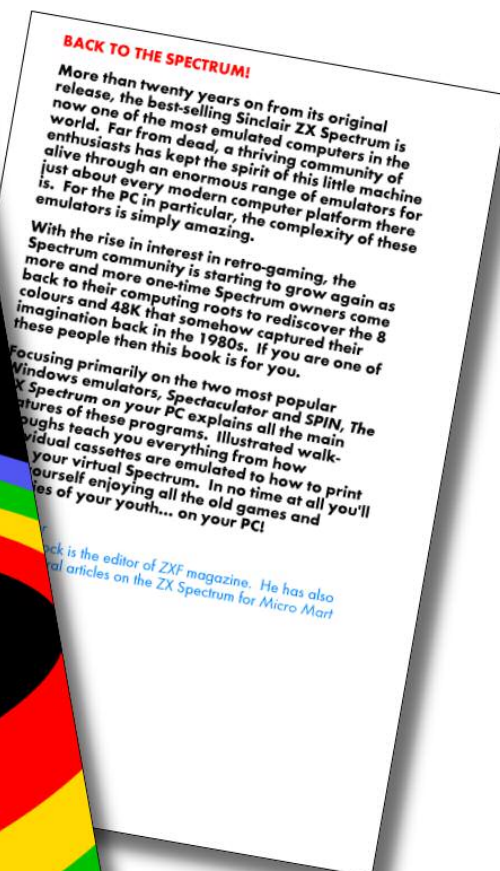 BACK TO THE SPECTRUM!
More than twenty years on from its original
release, the best-selling Sinclair ZX Spectrum is
now one of the most emulated computers in the
world. Far from dead, a thriving community of
enthusiasts has kept the spirit of this little machine
alive through an enormous range of emulators for
just about every modern computer platform there
is. For the PC in particular, the complexity of these
emulators is simply amazing.
With the rise in interest in retro-gaming, the
Spectrum community is starting to grow again as
more and more one-time Spectrum owners come
back to their computing roots to rediscover the 8
colours and 48K that somehow captured their
imagination back in the 1980s. If you are one of
these people then this book is for you.
Focusing primarily on the two most popular
Windows emulators, Spectaculator and SPIN, The
X Spectrum on your PC explains all the main
atures of these programs. Illustrated walk-
oughs teach you everything from how
vidual cassettes are emulated to how to print
your virtual Spectrum. In no time at all you'll
ourself enjoying all the old games and
ies of your youth... on your PC!
r
ock is the editor of ZXF magazine. He has also
ral articles on the ZX Spectrum for Micro Mart